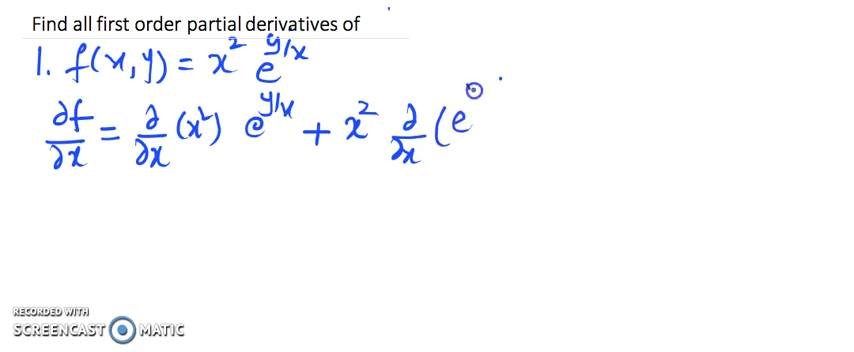 Find all first order partial derivatives of
1. f(x,y) = x² e^{y/x}
∂f/∂x = ∂/∂x (x²) e^{y/x} + x² ∂/∂x (e
RECORDED WITH
SCREENCAST MATIC